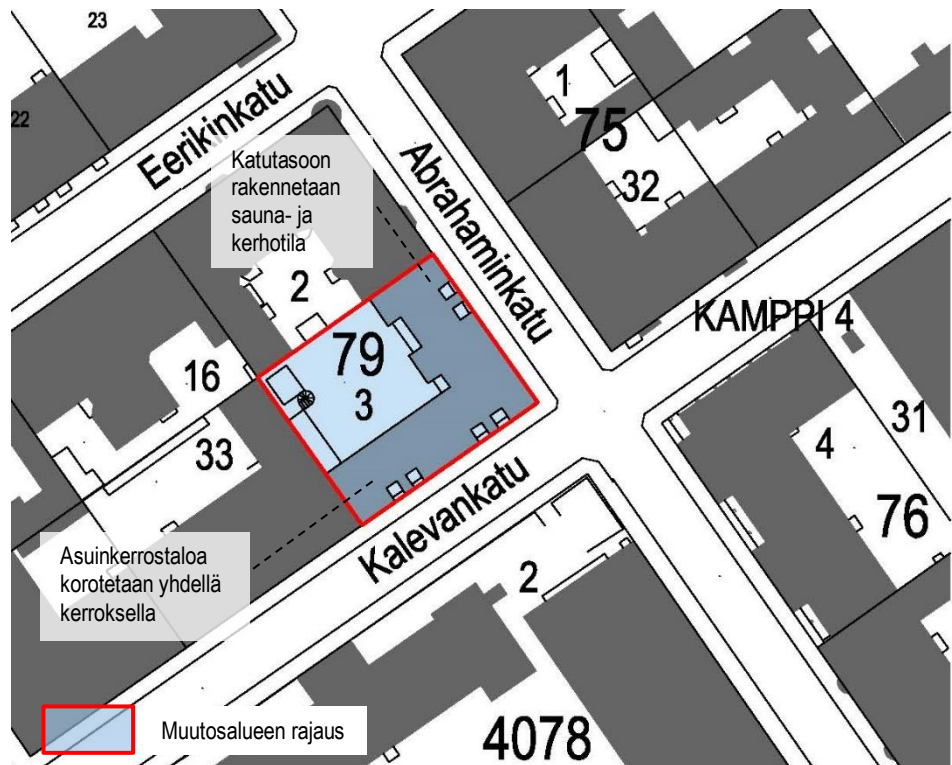 23
22
Eerikinkatu
Katutasoon
rakennetaan
sauna- ja
kerhotila
Abrahaminkatu
1
75
32
2
KAMPPI 4
79
3
16
33
31
4
76
Kalevankatu
2
Asuinkerrostaloa
korotetaan yhdellä
kerroksella
Muutosalueen rajaus
4078